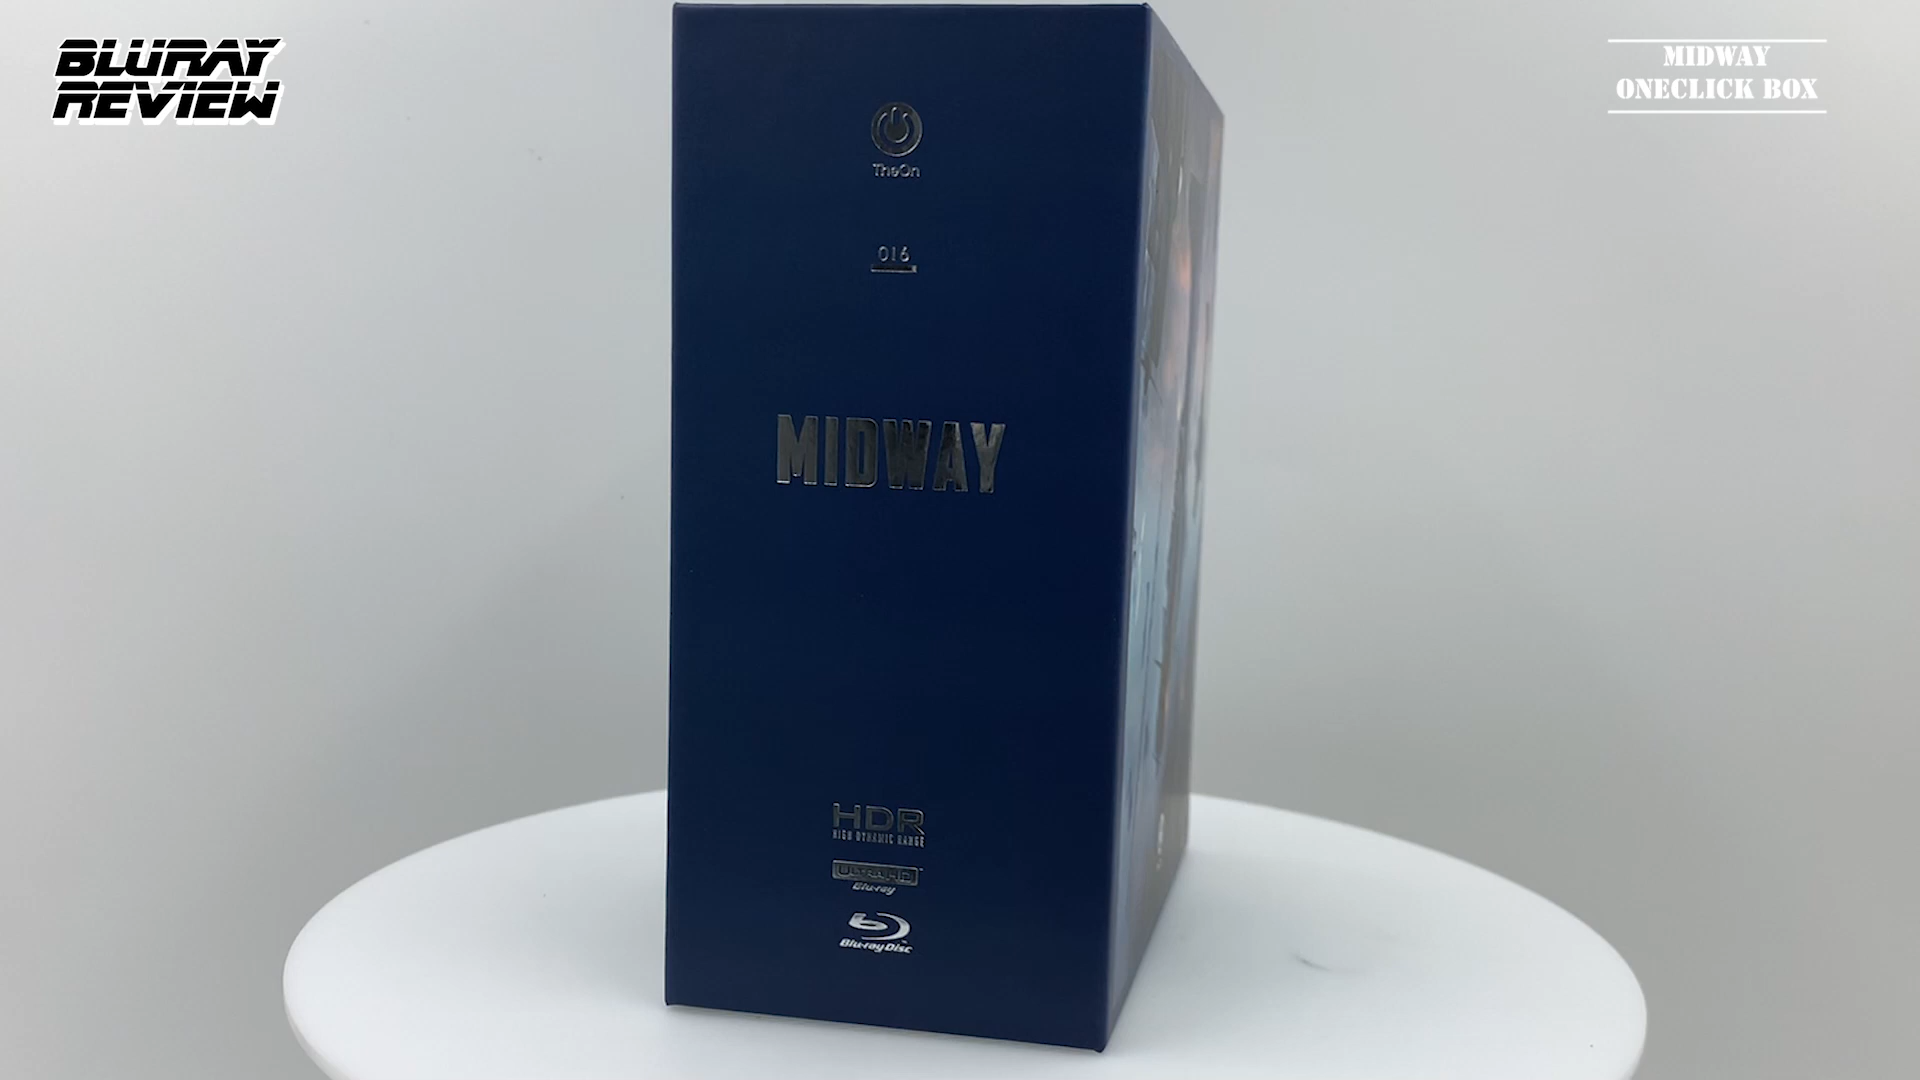 BLURAY
REVIEW
MIDWAY
ONECLICK BOX
TheOn
016
MIDWAY
HDR
HIGH DYNAMIC RANGE
ULTRA HD
Blu-ray
Blu-ray Disc